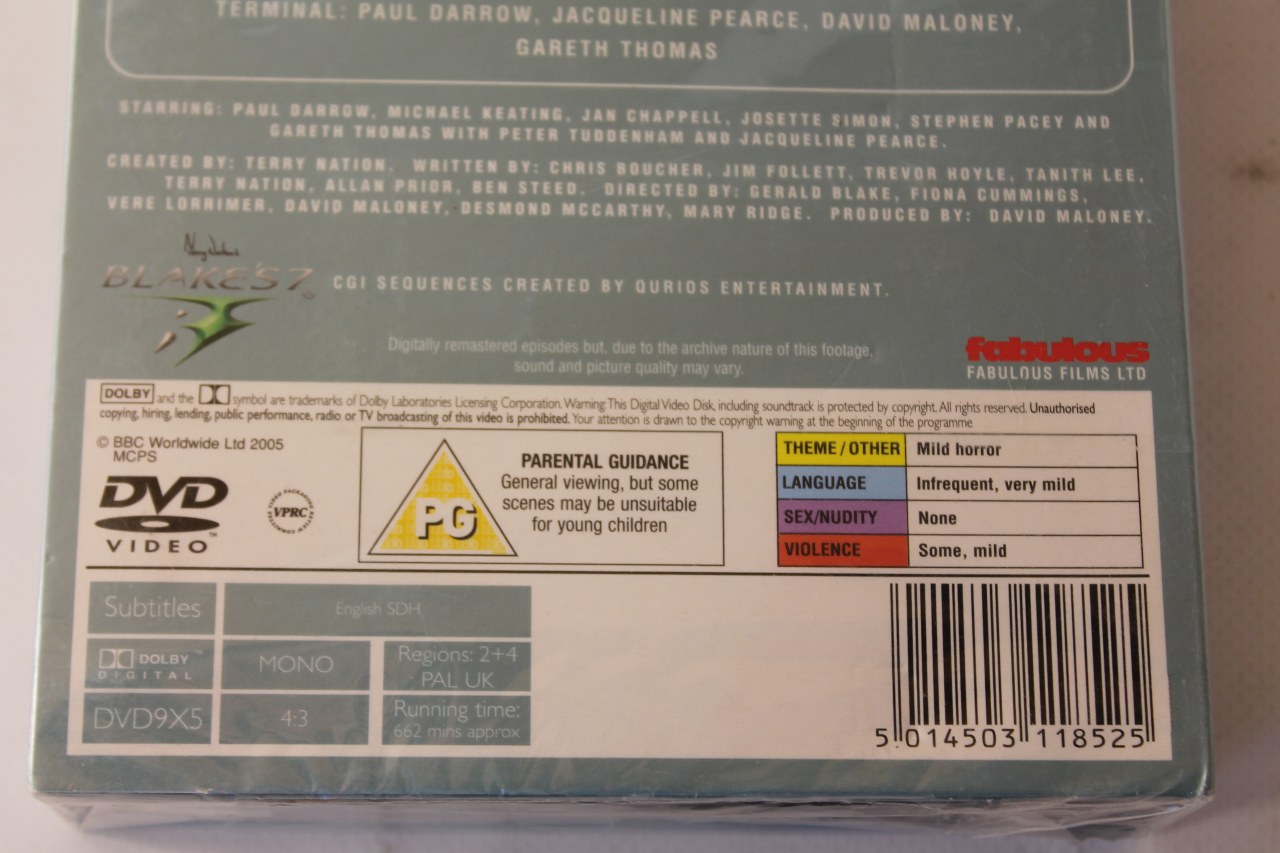 TERMINAL: PAUL DARROW, JACQUELINE PEARCE, DAVID MALONEY,
GARETH THOMAS
STARRING: PAUL DARROW, MICHAEL KEATING, JAN CHAPPELL, JOSETTE SIMON, STEPHEN PACEY AND
GARETH THOMAS WITH PETER TUDDENHAM AND JACQUELINE PEARCE.
CREATED BY: TERRY NATION. WRITTEN BY: CHRIS BOUCHER, JIM FOLLETT, TREVOR HOYLE, TANITH LEE,
TERRY NATION, ALLAN PRIOR, BEN STEED. DIRECTED BY: GERALD BLAKE, FIONA CUMMINGS,
VERE LORRIMER, DAVID MALONEY, DESMOND MCCARTHY, MARY RIDGE. PRODUCED BY: DAVID MALONEY.
BLAKE'S 7
CGI SEQUENCES CREATED BY QURIOS ENTERTAINMENT.
Digitally remastered episodes but, due to the archive nature of this footage,
sound and picture quality may vary.
fabulous
FABULOUS FILMS LTD
DOLBY and the symbol are trademarks of Dolby Laboratories Licensing Corporation. Warning: This Digital Video Disk, including soundtrack is protected by copyright. All rights reserved. Unauthorised
copying, hiring, lending, public performance, radio or TV broadcasting of this video is prohibited. Your attention is drawn to the copyright warning at the beginning of the programme
© BBC Worldwide Ltd 2005
MCPS
DVD
VIDEO
VPRC
PG
PARENTAL GUIDANCE
General viewing, but some
scenes may be unsuitable
for young children
THEME/OTHER Mild horror
LANGUAGE Infrequent, very mild
SEX/NUDITY None
VIOLENCE Some, mild
Subtitles English SDH
DOLBY DIGITAL
MONO
Regions: 2+4
PAL UK
DVD9X5
4:3
Running time:
662 mins approx
5 014503 118525